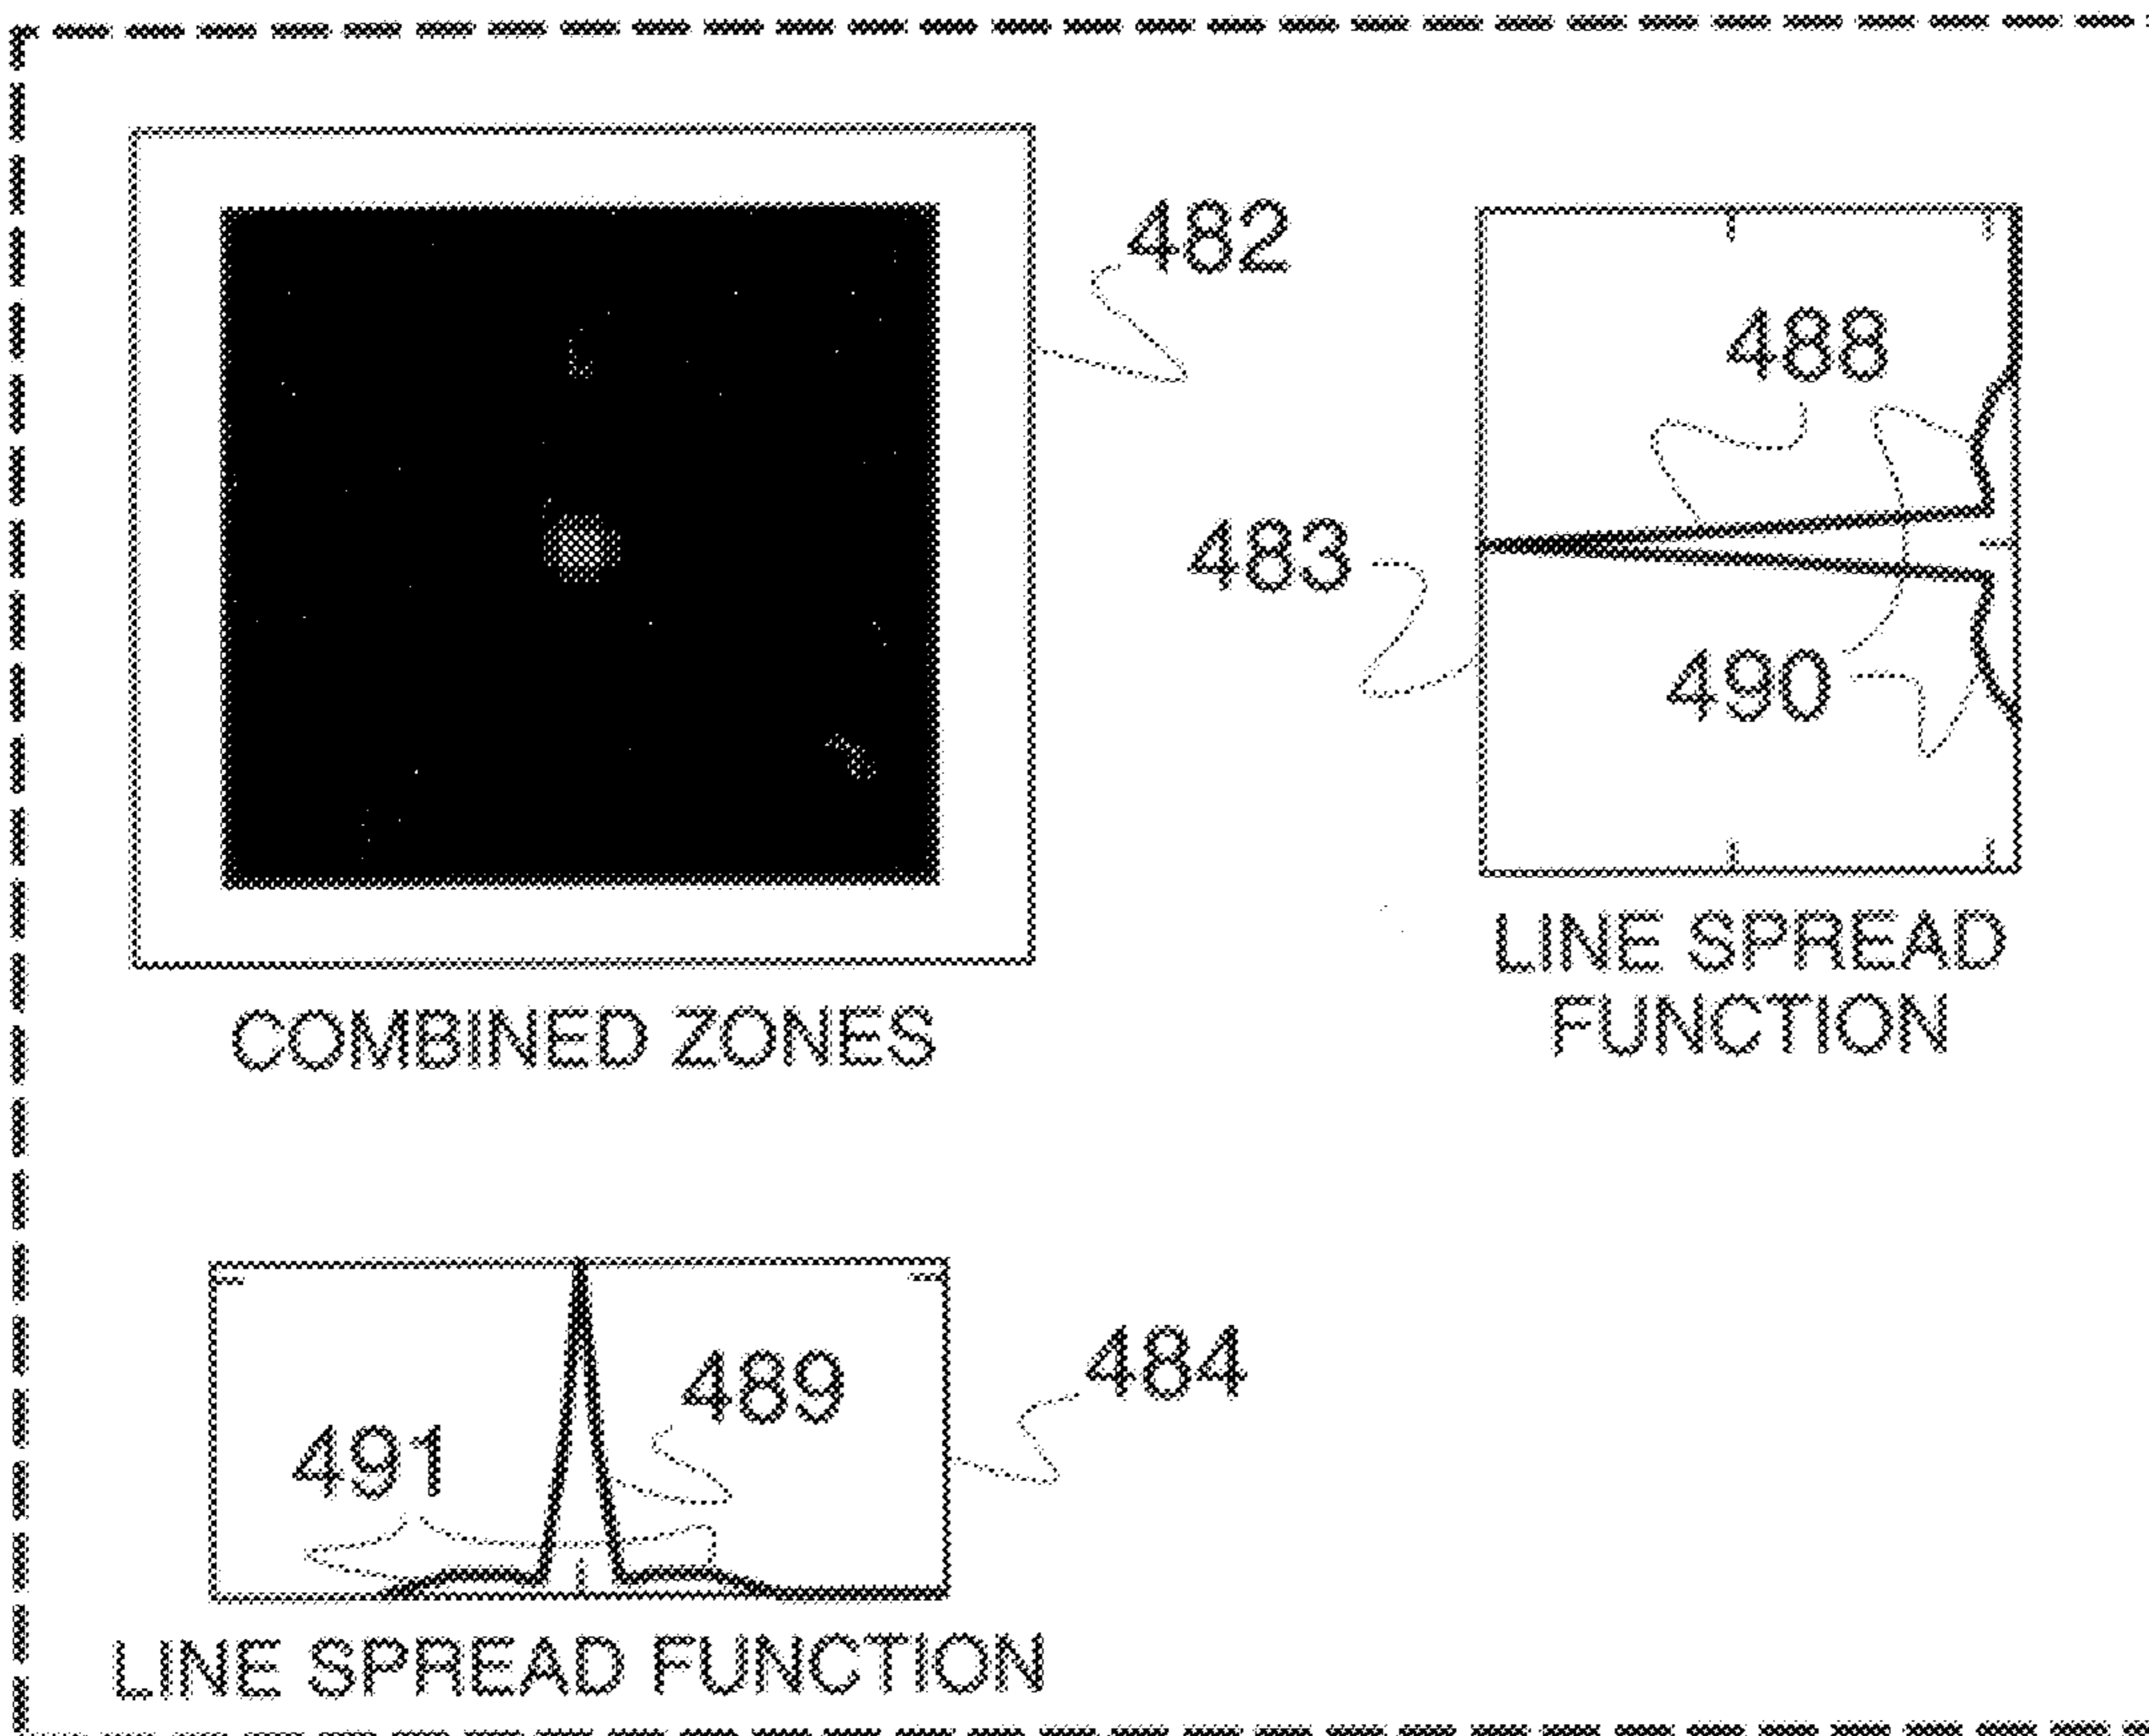 482
488
483
490
LINE SPREAD
FUNCTION
COMBINED ZONES
489
484
491
LINE SPREAD FUNCTION